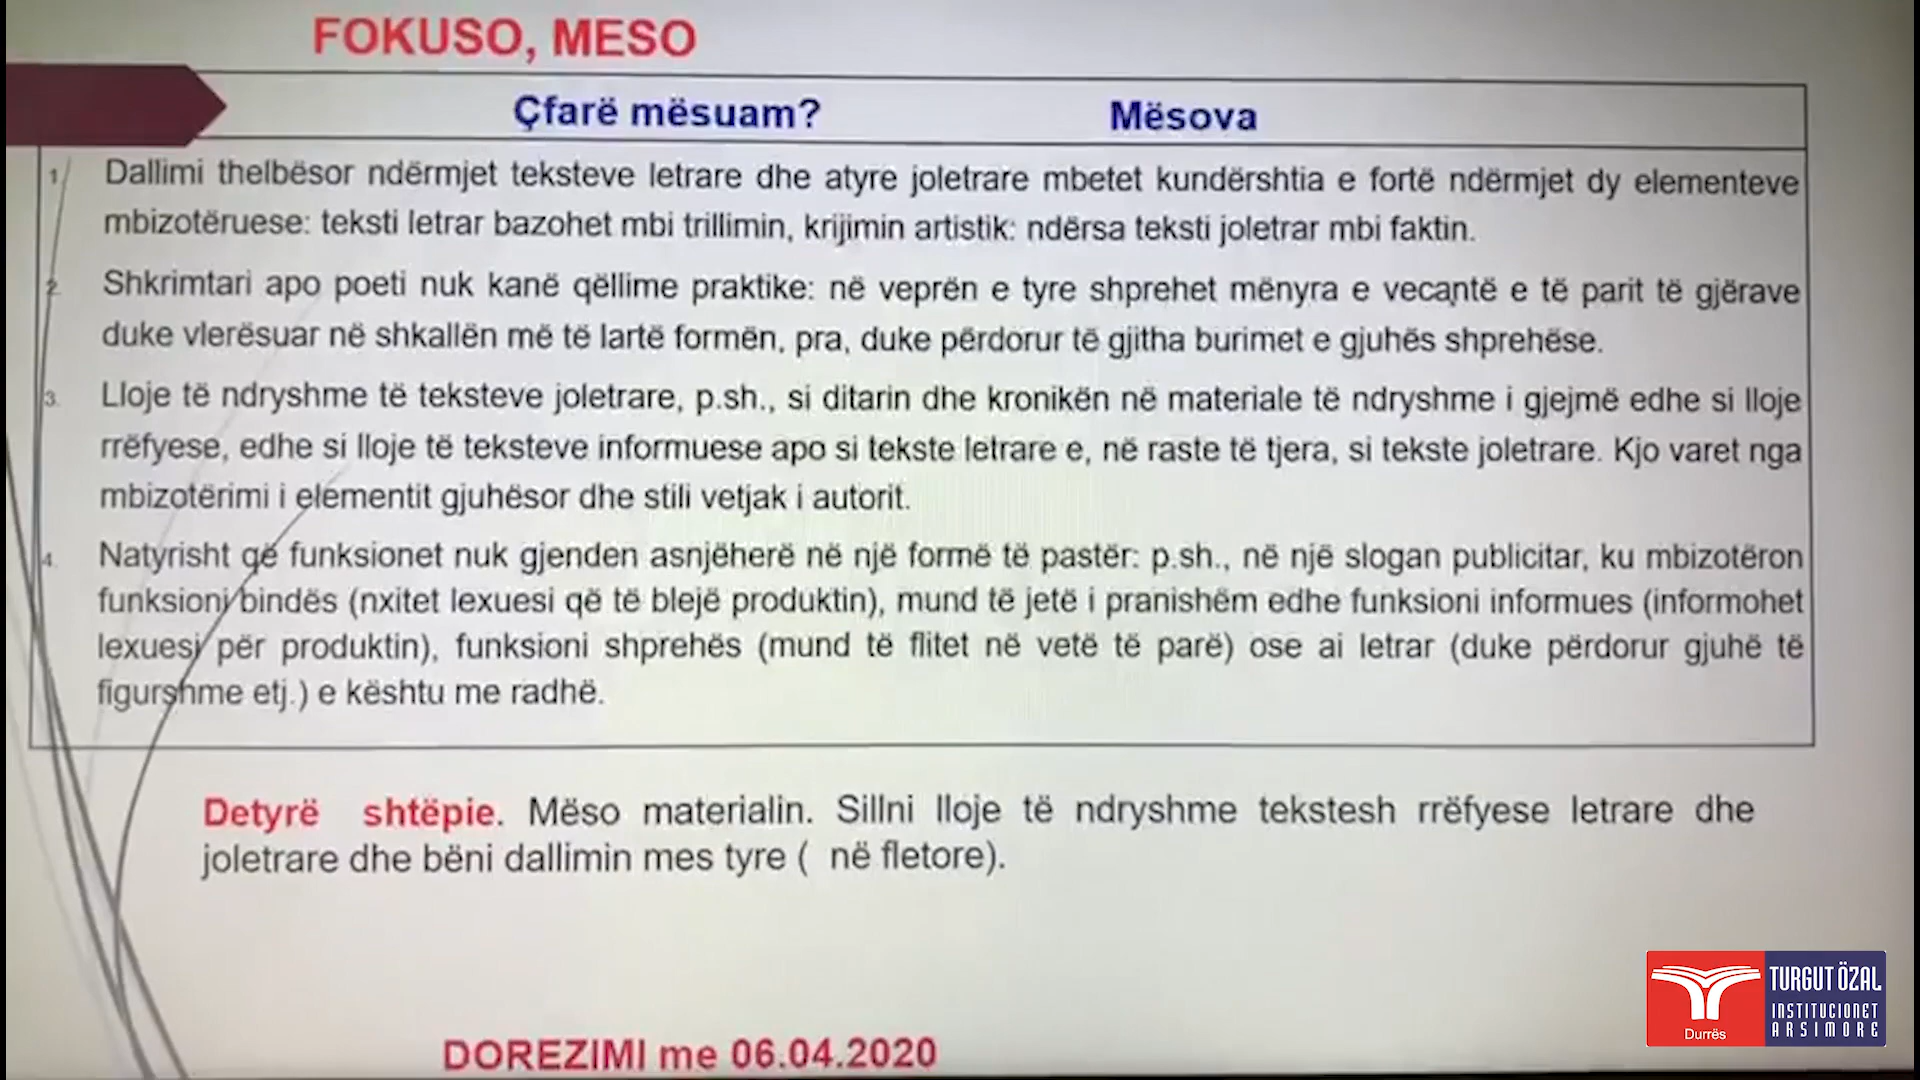 FOKUSO, MESO
Çfarë mësuam? Mësova
1. Dallimi thelbësor ndërmjet teksteve letrare dhe atyre joletrare mbetet kundërshtia e fortë ndërmjet dy elementeve
mbizotëruese: teksti letrar bazohet mbi trillimin, krijimin artistik: ndërsa teksti joletrar mbi faktin.
2. Shkrimtari apo poeti nuk kanë qëllime praktike: në veprën e tyre shprehet mënyra e vecantë e të parit të gjërave
duke vlerësuar në shkallën më të lartë formën, pra, duke përdorur të gjitha burimet e gjuhës shprehëse.
3. Lloje të ndryshme të teksteve joletrare, p.sh., si ditarin dhe kronikën në materiale të ndryshme i gjejmë edhe si lloje
rrëfyese, edhe si lloje të teksteve informuese apo si tekste letrare e, në raste të tjera, si tekste joletrare. Kjo varet nga
mbizotërimi i elementit gjuhësor dhe stili vetjak i autorit.
4. Natyrisht që funksionet nuk gjenden asnjëherë në një formë të pastër: p.sh., në një slogan publicitar, ku mbizotëron
funksioni bindës (nxitet lexuesi që të blejë produktin), mund të jetë i pranishëm edhe funksioni informues (informohet
lexuesi për produktin), funksioni shprehës (mund të flitet në vetë të parë) ose ai letrar (duke përdorur gjuhë të
figurshme etj.) e kështu me radhë.
Detyrë shtëpie. Mëso materialin. Sillni lloje të ndryshme tekstesh rrëfyese letrare dhe
joletrare dhe bëni dallimin mes tyre ( në fletore).
DOREZIMI me 06.04.2020
TURGUT ÖZAL
INSTITUCIONET
ARSIMORE
Durrës